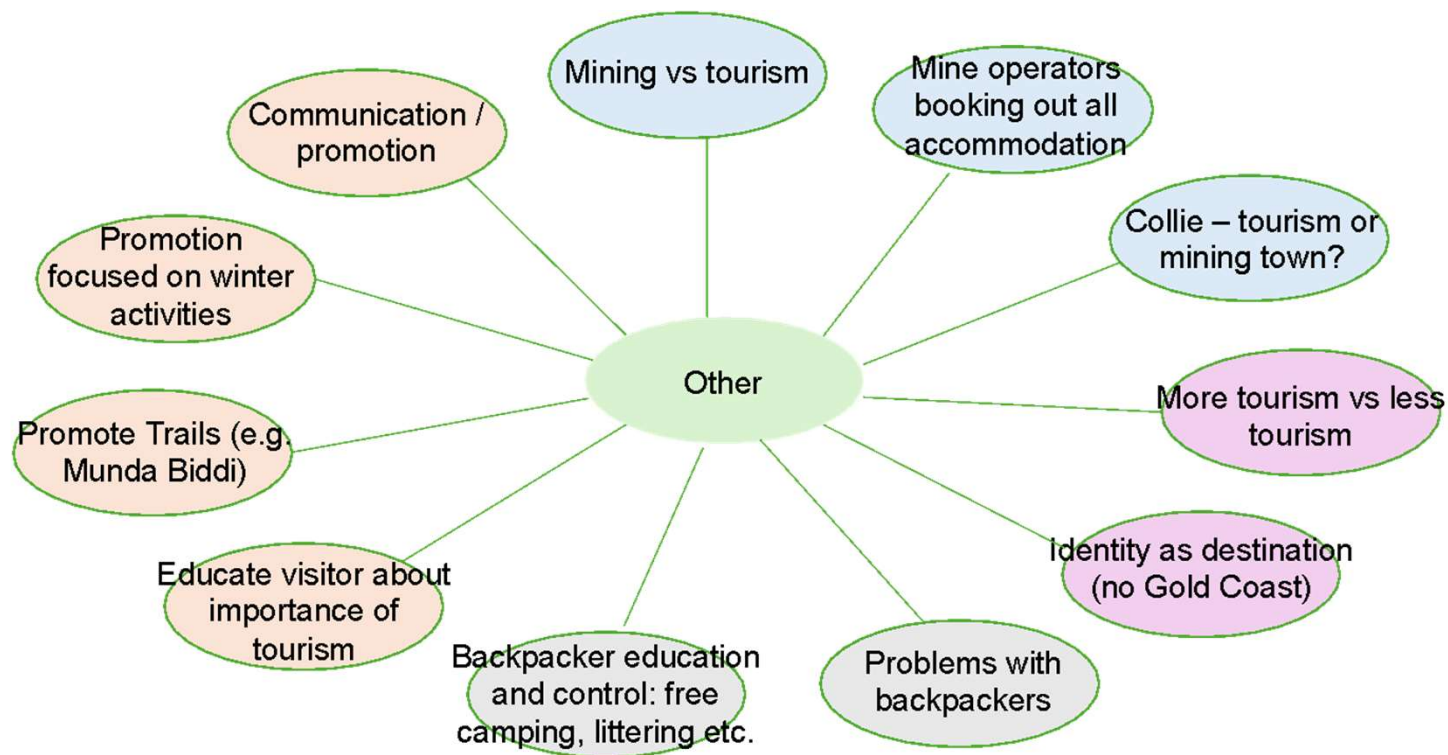 Mining vs tourism
Mine operators
booking out all
accommodation
Communication /
promotion
Collie – tourism or
mining town?
Promotion
focused on winter
activities
Other
More tourism vs less
tourism
Promote Trails (e.g.
Munda Biddi)
Identity as destination
(no Gold Coast)
Educate visitor about
importance of
tourism
Backpacker education
and control: free
camping, littering etc.
Problems with
backpackers